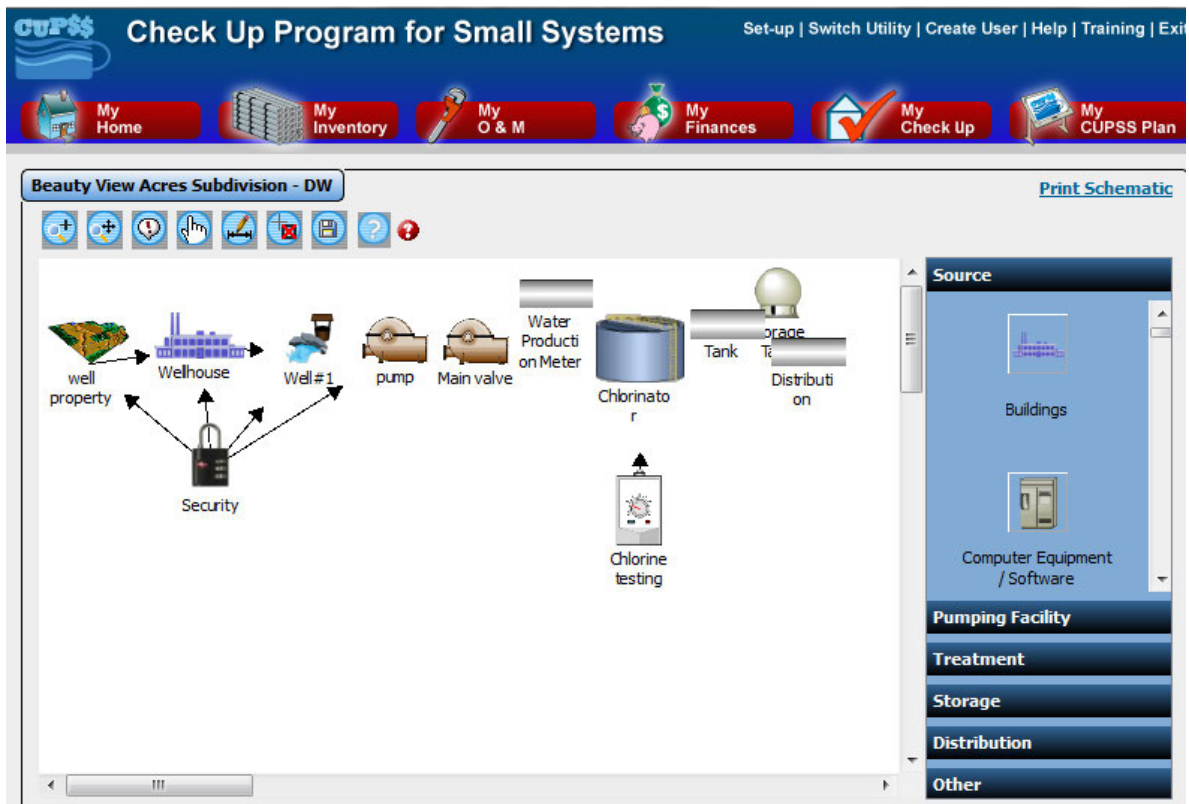 CUP$$
Check Up Program for Small Systems
Set-up | Switch Utility | Create User | Help | Training | Exit
My
Home
My
Inventory
My
O & M
My
Finances
My
Check Up
My
CUPSS Plan
Beauty View Acres Subdivision - DW
Print Schematic
well
property
Wellhouse
Well#1
pump
Main valve
Water
Producti
on Meter
Chlorinato
r
Tank
orage
Ta
Distributi
on
Security
Chlorine
testing
Source
Buildings
Computer Equipment
/ Software
Pumping Facility
Treatment
Storage
Distribution
Other